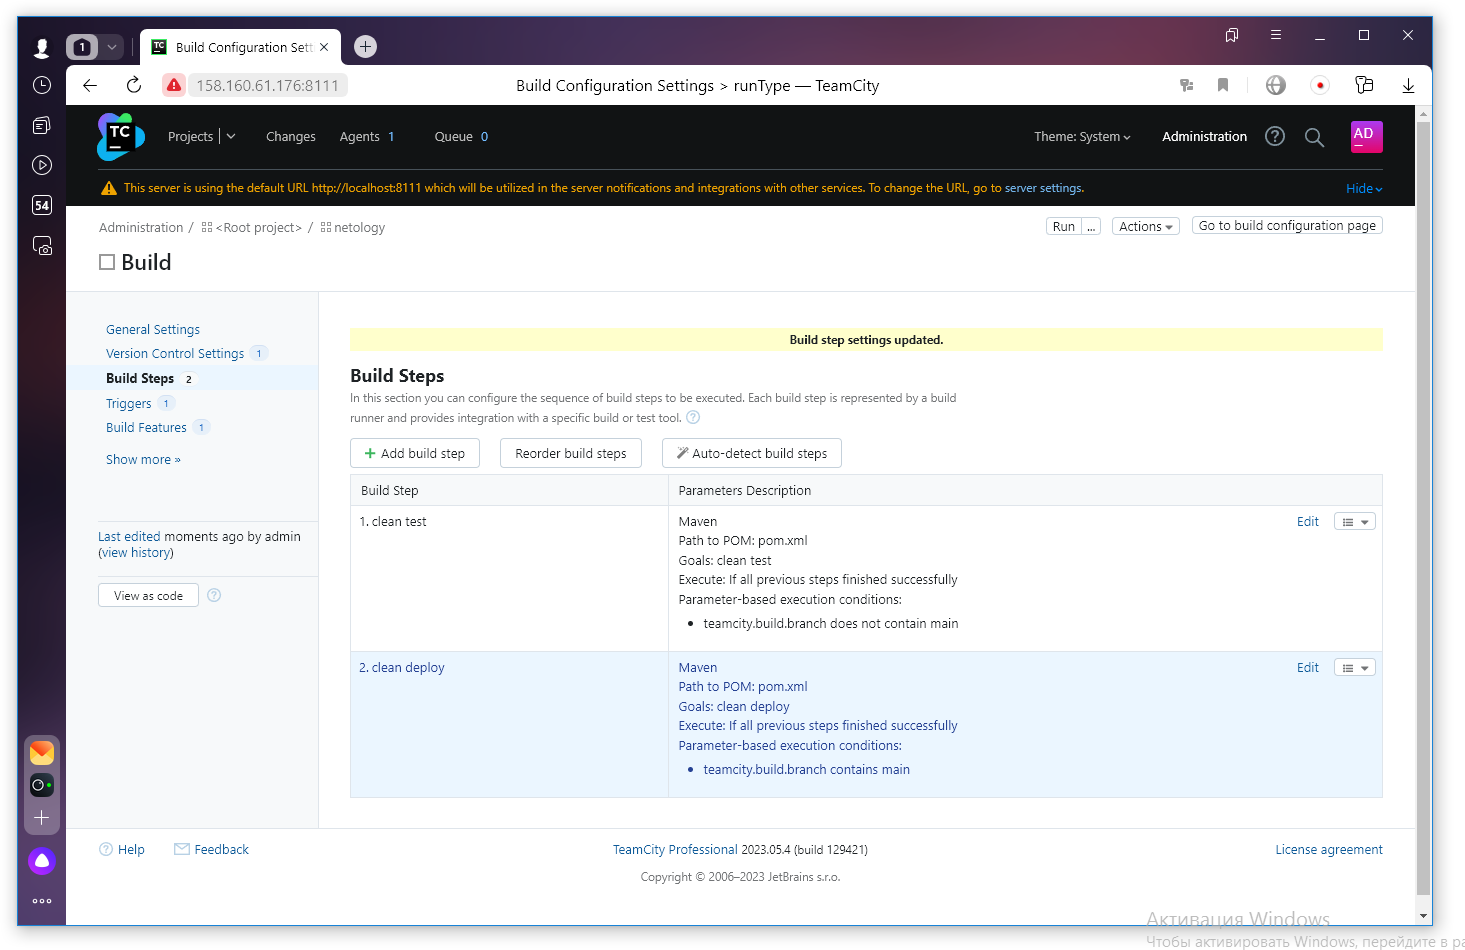 1
TC
Build Configuration Sett
158.160.61.176:8111
Build Configuration Settings > runType — TeamCity
54
TC
Projects
Changes
Agents 1
Queue 0
Theme: System
Administration
AD
This server is using the default URL http://localhost:8111 which will be utilized in the server notifications and integrations with other services. To change the URL, go to server settings.
Hide
Administration / <Root project> / netology
Run ...
Actions
Go to build configuration page
Build
General Settings
Version Control Settings 1
Build Steps 2
Triggers 1
Build Features 1
Show more »
Last edited moments ago by admin
(view history)
View as code ?
Build step settings updated.
Build Steps
In this section you can configure the sequence of build steps to be executed. Each build step is represented by a build
runner and provides integration with a specific build or test tool. ?
+ Add build step
Reorder build steps
Auto-detect build steps
Build Step
Parameters Description
1. clean test
Maven
Edit
Path to POM: pom.xml
Goals: clean test
Execute: If all previous steps finished successfully
Parameter-based execution conditions:
• teamcity.build.branch does not contain main
2. clean deploy
Maven
Edit
Path to POM: pom.xml
Goals: clean deploy
Execute: If all previous steps finished successfully
Parameter-based execution conditions:
• teamcity.build.branch contains main
? Help
Feedback
TeamCity Professional 2023.05.4 (build 129421)
License agreement
Copyright © 2006–2023 JetBrains s.r.o.
Активация Windows
Чтобы активировать Windows, перейдите в ра